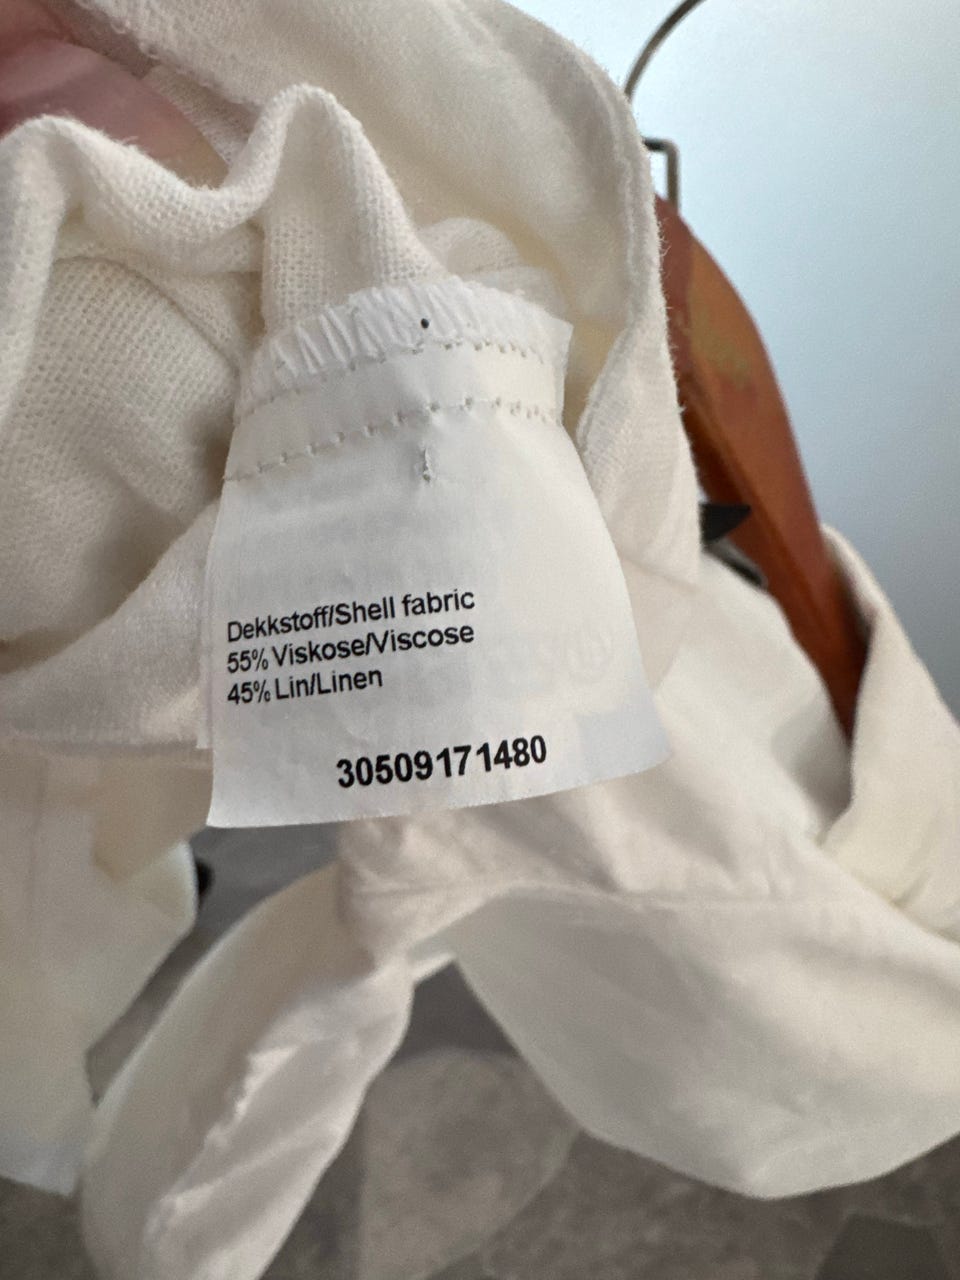 Dekkstoff/Shell fabric
55% Viskose/Viscose
45% Lin/Linen
30509171480